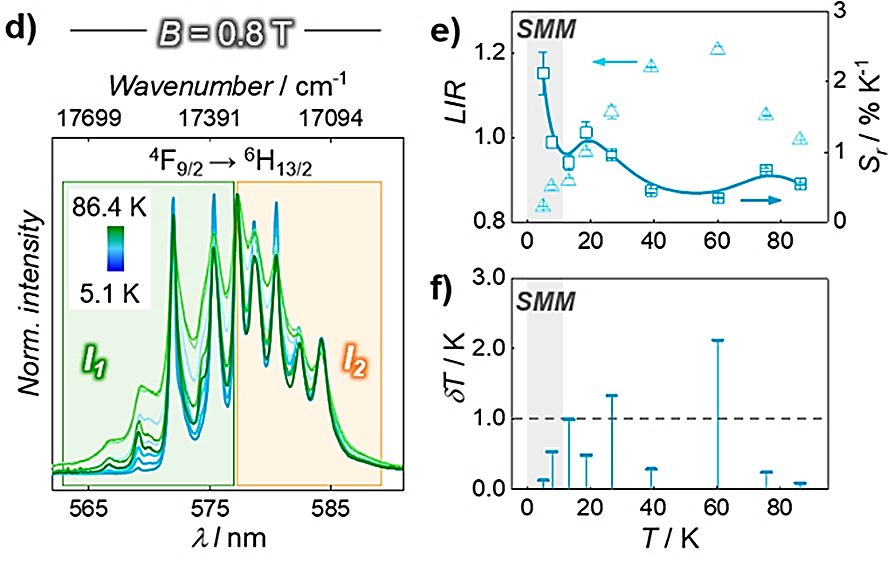 d)
B = 0.8 T
Wavenumber / cm⁻¹
17699 17391 17094
⁴F₉/₂ → ⁶H₁₃/₂
86.4 K
5.1 K
I₁
I₂
Norm. intensity
565 575 585
λ / nm
e)
SMM
LIR
1.2
1.0
0.8
3
2
1
0
Sᵣ / % K⁻¹
0 20 40 60 80
f)
SMM
δT / K
3.0
2.0
1.0
0.0
0 20 40 60 80
T / K